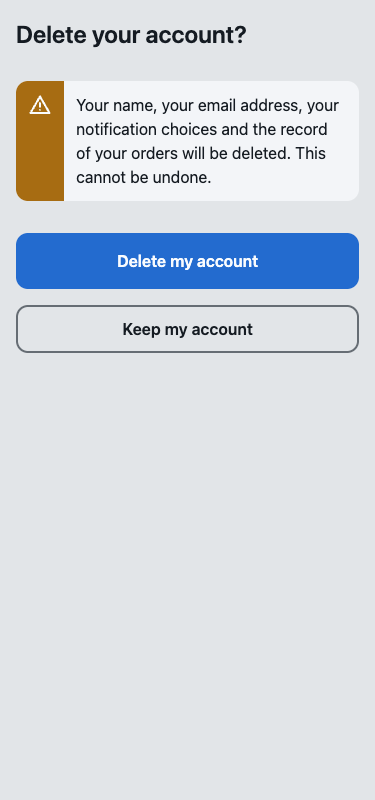 Delete your account?
Your name, your email address, your
notification choices and the record
of your orders will be deleted. This
cannot be undone.
Delete my account
Keep my account